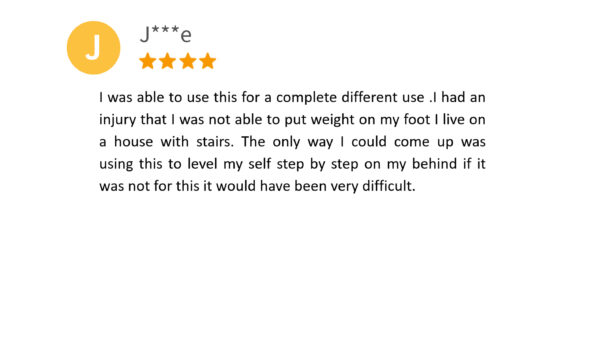 J
J***e
I was able to use this for a complete different use .I had an
injury that I was not able to put weight on my foot I live on
a house with stairs. The only way I could come up was
using this to level my self step by step on my behind if it
was not for this it would have been very difficult.